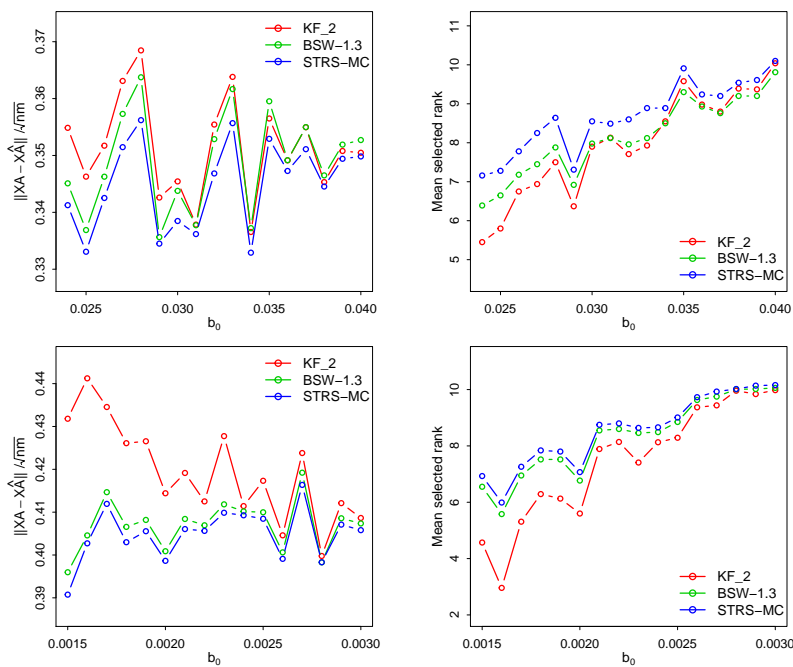 ||XA − XÂ|| /√nm
0.33 0.34 0.35 0.36 0.37
KF_2
BSW−1.3
STRS−MC
0.025 0.030 0.035 0.040
b0
Mean selected rank
5 6 7 8 9 10 11
KF_2
BSW−1.3
STRS−MC
0.025 0.030 0.035 0.040
b0
||XA − XÂ|| /√nm
0.39 0.40 0.41 0.42 0.43 0.44
KF_2
BSW−1.3
STRS−MC
0.0015 0.0020 0.0025 0.0030
b0
Mean selected rank
2 4 6 8 10
KF_2
BSW−1.3
STRS−MC
0.0015 0.0020 0.0025 0.0030
b0